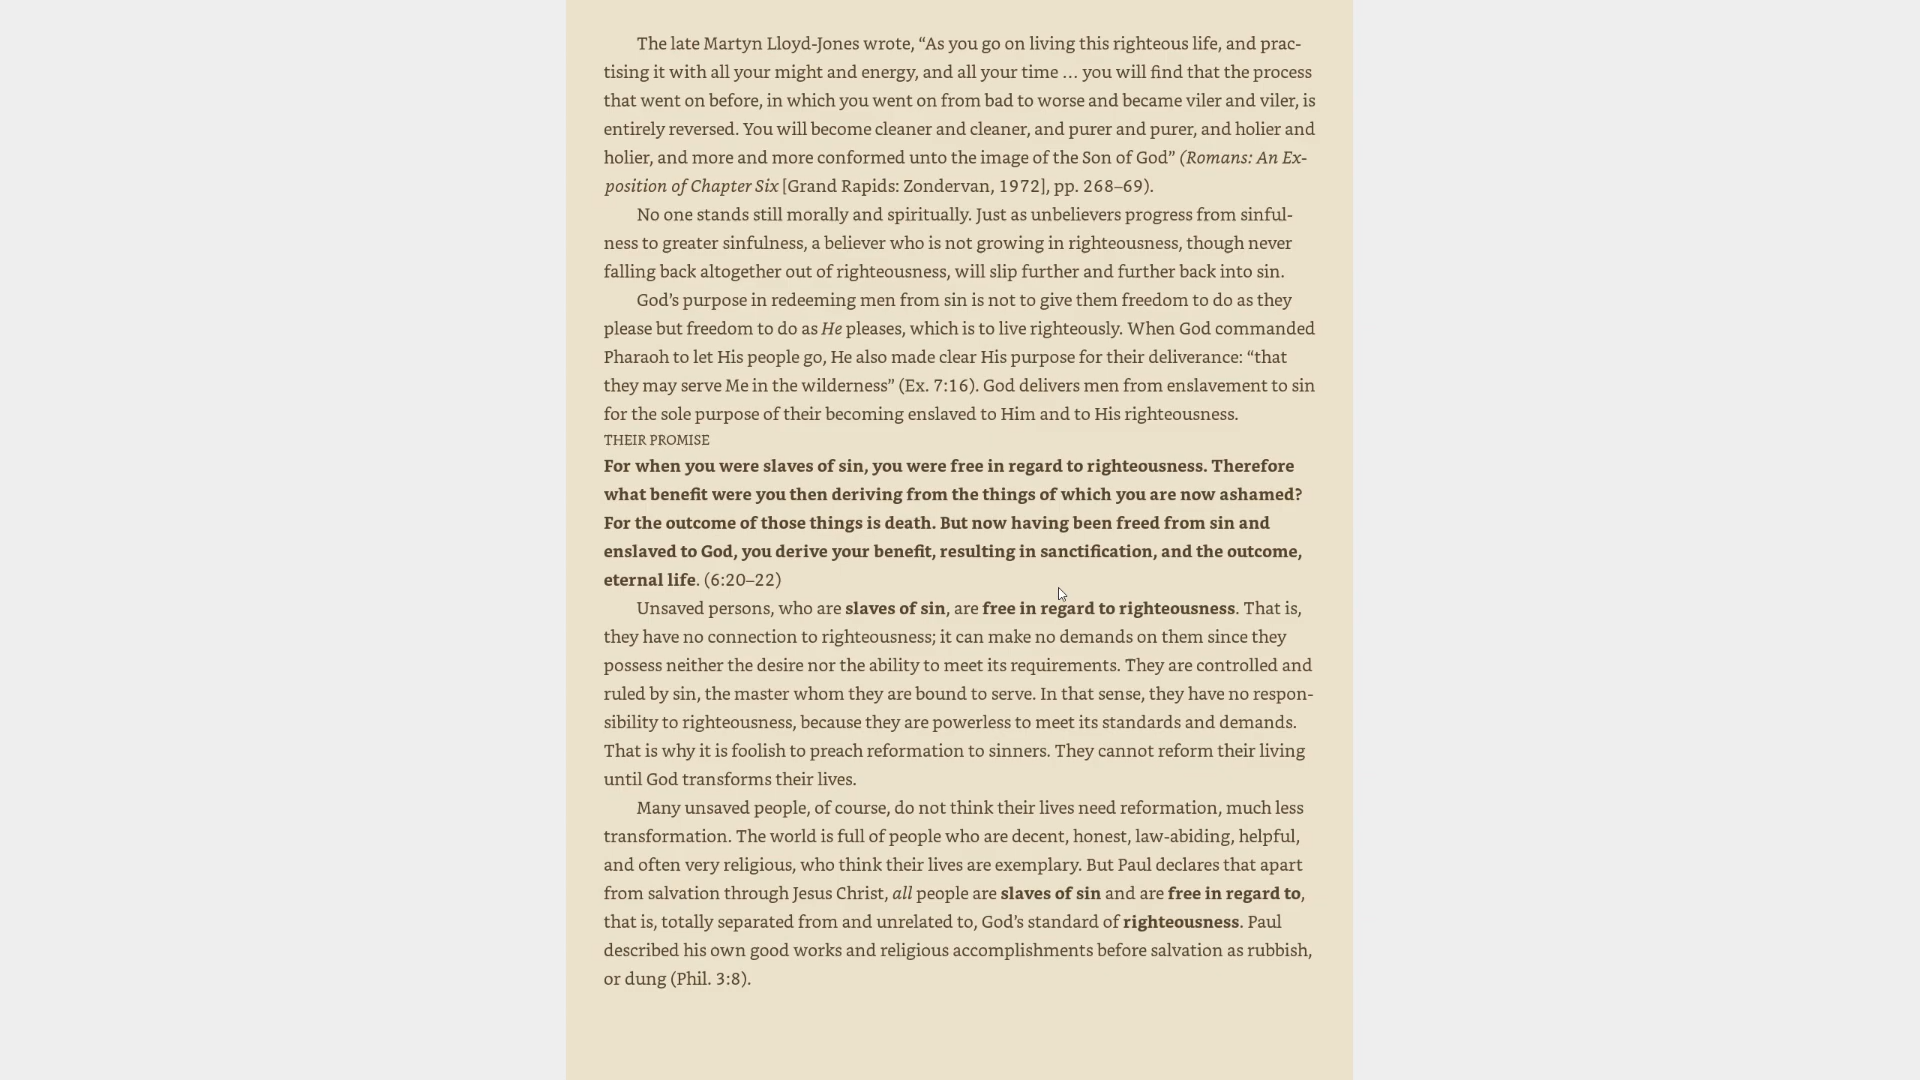 The late Martyn Lloyd-Jones wrote, “As you go on living this righteous life, and prac-
tising it with all your might and energy, and all your time … you will find that the process
that went on before, in which you went on from bad to worse and became viler and viler, is
entirely reversed. You will become cleaner and cleaner, and purer and purer, and holier and
holier, and more and more conformed unto the image of the Son of God” (Romans: An Ex-
position of Chapter Six [Grand Rapids: Zondervan, 1972], pp. 268–69).
No one stands still morally and spiritually. Just as unbelievers progress from sinful-
ness to greater sinfulness, a believer who is not growing in righteousness, though never
falling back altogether out of righteousness, will slip further and further back into sin.
God’s purpose in redeeming men from sin is not to give them freedom to do as they
please but freedom to do as He pleases, which is to live righteously. When God commanded
Pharaoh to let His people go, He also made clear His purpose for their deliverance: “that
they may serve Me in the wilderness” (Ex. 7:16). God delivers men from enslavement to sin
for the sole purpose of their becoming enslaved to Him and to His righteousness.
THEIR PROMISE
For when you were slaves of sin, you were free in regard to righteousness. Therefore
what benefit were you then deriving from the things of which you are now ashamed?
For the outcome of those things is death. But now having been freed from sin and
enslaved to God, you derive your benefit, resulting in sanctification, and the outcome,
eternal life. (6:20–22)
Unsaved persons, who are slaves of sin, are free in regard to righteousness. That is,
they have no connection to righteousness; it can make no demands on them since they
possess neither the desire nor the ability to meet its requirements. They are controlled and
ruled by sin, the master whom they are bound to serve. In that sense, they have no respon-
sibility to righteousness, because they are powerless to meet its standards and demands.
That is why it is foolish to preach reformation to sinners. They cannot reform their living
until God transforms their lives.
Many unsaved people, of course, do not think their lives need reformation, much less
transformation. The world is full of people who are decent, honest, law-abiding, helpful,
and often very religious, who think their lives are exemplary. But Paul declares that apart
from salvation through Jesus Christ, all people are slaves of sin and are free in regard to,
that is, totally separated from and unrelated to, God’s standard of righteousness. Paul
described his own good works and religious accomplishments before salvation as rubbish,
or dung (Phil. 3:8).